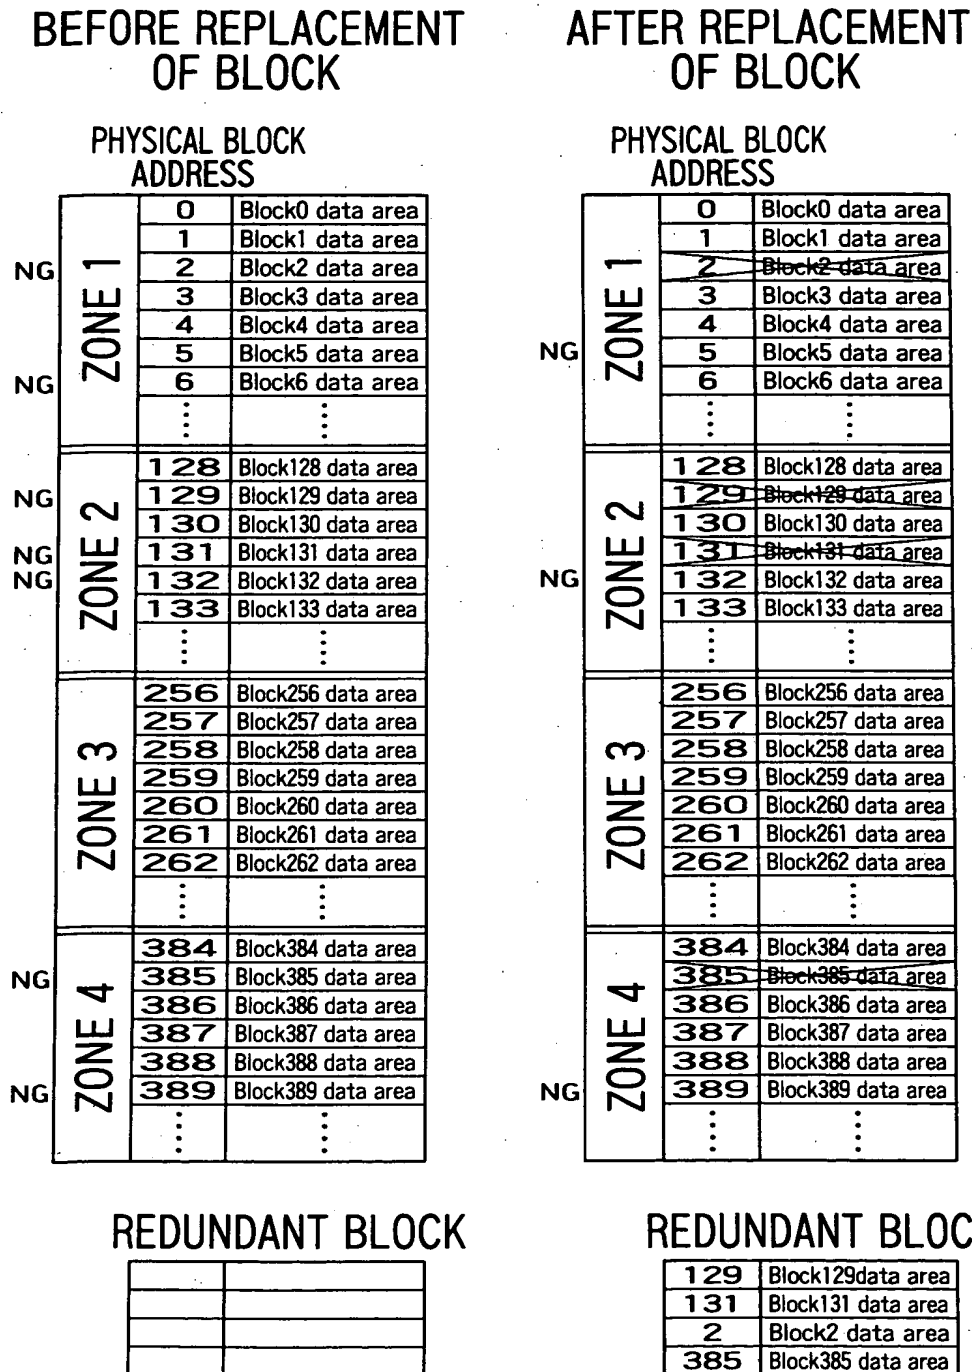 BEFORE REPLACEMENT
OF BLOCK
PHYSICAL BLOCK
ADDRESS
ZONE 1
0 Block0 data area
1 Block1 data area
NG 2 Block2 data area
3 Block3 data area
4 Block4 data area
5 Block5 data area
NG 6 Block6 data area
ZONE 2
128 Block128 data area
NG 129 Block129 data area
130 Block130 data area
NG 131 Block131 data area
NG 132 Block132 data area
133 Block133 data area
ZONE 3
256 Block256 data area
257 Block257 data area
258 Block258 data area
259 Block259 data area
260 Block260 data area
261 Block261 data area
262 Block262 data area
ZONE 4
384 Block384 data area
NG 385 Block385 data area
386 Block386 data area
387 Block387 data area
388 Block388 data area
NG 389 Block389 data area
REDUNDANT BLOCK
AFTER REPLACEMENT
OF BLOCK
PHYSICAL BLOCK
ADDRESS
ZONE 1
0 Block0 data area
1 Block1 data area
2 Block2 data area
3 Block3 data area
4 Block4 data area
NG 5 Block5 data area
6 Block6 data area
ZONE 2
128 Block128 data area
129 Block129 data area
130 Block130 data area
131 Block131 data area
NG 132 Block132 data area
133 Block133 data area
ZONE 3
256 Block256 data area
257 Block257 data area
258 Block258 data area
259 Block259 data area
260 Block260 data area
261 Block261 data area
262 Block262 data area
ZONE 4
384 Block384 data area
385 Block385 data area
386 Block386 data area
387 Block387 data area
388 Block388 data area
NG 389 Block389 data area
REDUNDANT BLOC
129 Block129data area
131 Block131 data area
2 Block2 data area
385 Block385 data area